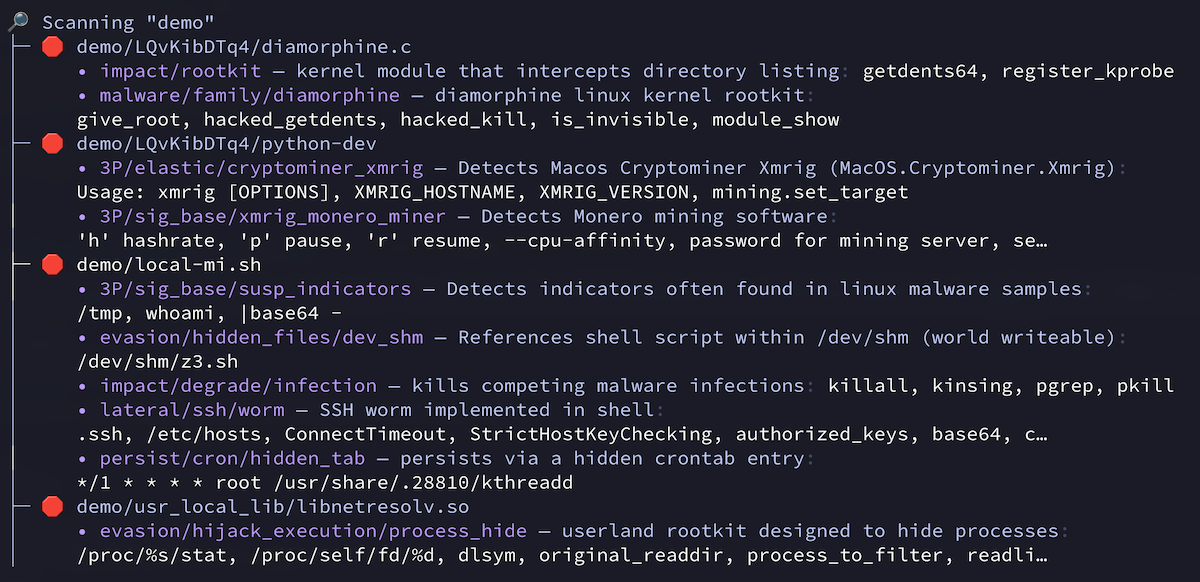 🔎 Scanning "demo"
├─ 🛑 demo/LQvKibDTq4/diamorphine.c
│ • impact/rootkit — kernel module that intercepts directory listing: getdents64, register_kprobe
│ • malware/family/diamorphine — diamorphine linux kernel rootkit:
│ give_root, hacked_getdents, hacked_kill, is_invisible, module_show
├─ 🛑 demo/LQvKibDTq4/python-dev
│ • 3P/elastic/cryptominer_xmrig — Detects Macos Cryptominer Xmrig (MacOS.Cryptominer.Xmrig):
│ Usage: xmrig [OPTIONS], XMRIG_HOSTNAME, XMRIG_VERSION, mining.set_target
│ • 3P/sig_base/xmrig_monero_miner — Detects Monero mining software:
│ 'h' hashrate, 'p' pause, 'r' resume, --cpu-affinity, password for mining server, se…
├─ 🛑 demo/local-mi.sh
│ • 3P/sig_base/susp_indicators — Detects indicators often found in linux malware samples:
│ /tmp, whoami, |base64 -
│ • evasion/hidden_files/dev_shm — References shell script within /dev/shm (world writeable):
│ /dev/shm/z3.sh
│ • impact/degrade/infection — kills competing malware infections: killall, kinsing, pgrep, pkill
│ • lateral/ssh/worm — SSH worm implemented in shell:
│ .ssh, /etc/hosts, ConnectTimeout, StrictHostKeyChecking, authorized_keys, base64, c…
│ • persist/cron/hidden_tab — persists via a hidden crontab entry:
│ */1 * * * * root /usr/share/.28810/kthreadd
├─ 🛑 demo/usr_local_lib/libnetresolv.so
│ • evasion/hijack_execution/process_hide — userland rootkit designed to hide processes:
│ /proc/%s/stat, /proc/self/fd/%d, dlsym, original_readdir, process_to_filter, readli…